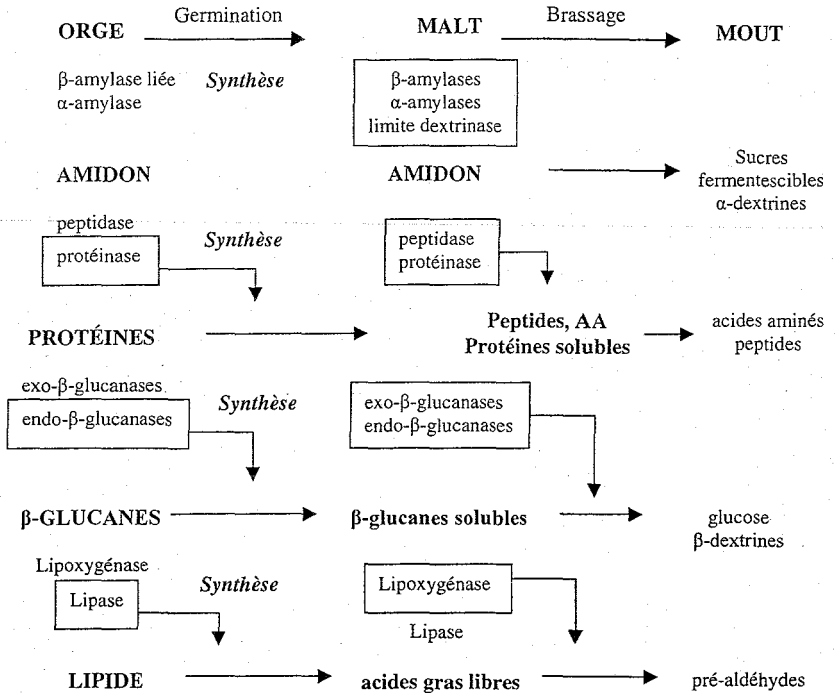 Germination
Brassage
ORGE
MALT
MOUT
β-amylase liée
α-amylase
Synthèse
β-amylases
α-amylases
limite dextrinase
AMIDON
AMIDON
Sucres
fermentescibles
α-dextrines
peptidase
protéinase
Synthèse
peptidase
protéinase
PROTÉINES
Peptides, AA
Protéines solubles
acides aminés
peptides
exo-β-glucanases
endo-β-glucanases
Synthèse
exo-β-glucanases
endo-β-glucanases
β-GLUCANES
β-glucanes solubles
glucose
β-dextrines
Lipoxygénase
Lipase
Synthèse
Lipoxygénase
Lipase
LIPIDE
acides gras libres
pré-aldéhydes